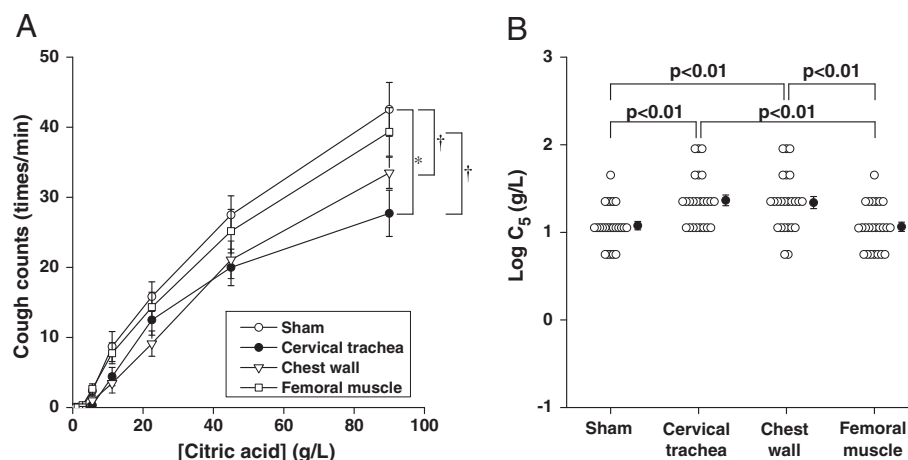 A
Cough counts (times/min)
50
40
30
20
10
0
0
20
40
60
80
100
[Citric acid] (g/L)
Sham
Cervical trachea
Chest wall
Femoral muscle
*
†
†
B
Log C5 (g/L)
3
2
1
0
-1
p<0.01
p<0.01
p<0.01
p<0.01
Sham
Cervical
trachea
Chest
wall
Femoral
muscle